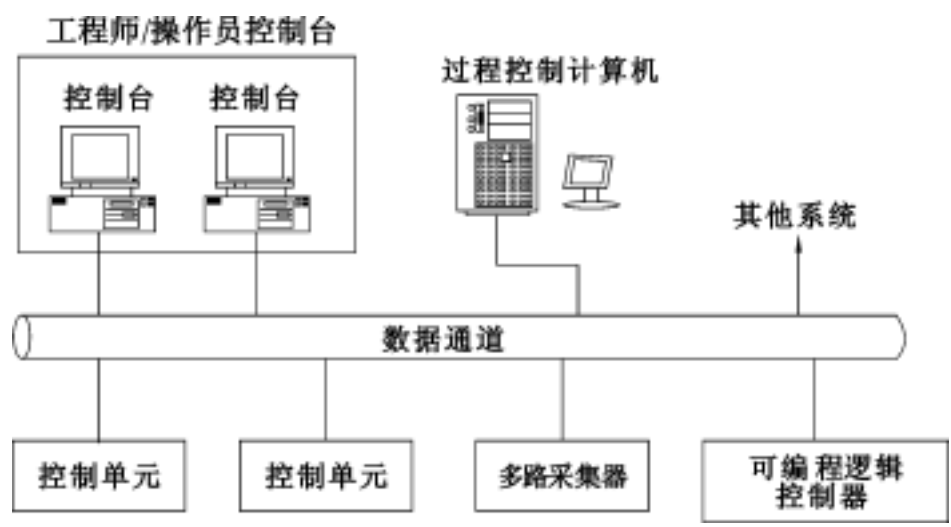 工程师/操作员控制台
控制台
控制台
过程控制计算机
其他系统
数据通道
控制单元
控制单元
多路采集器
可编程逻辑
控制器